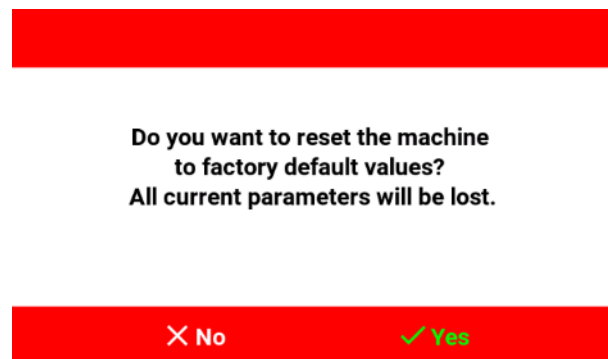 Do you want to reset the machine
to factory default values?
All current parameters will be lost.
No
Yes